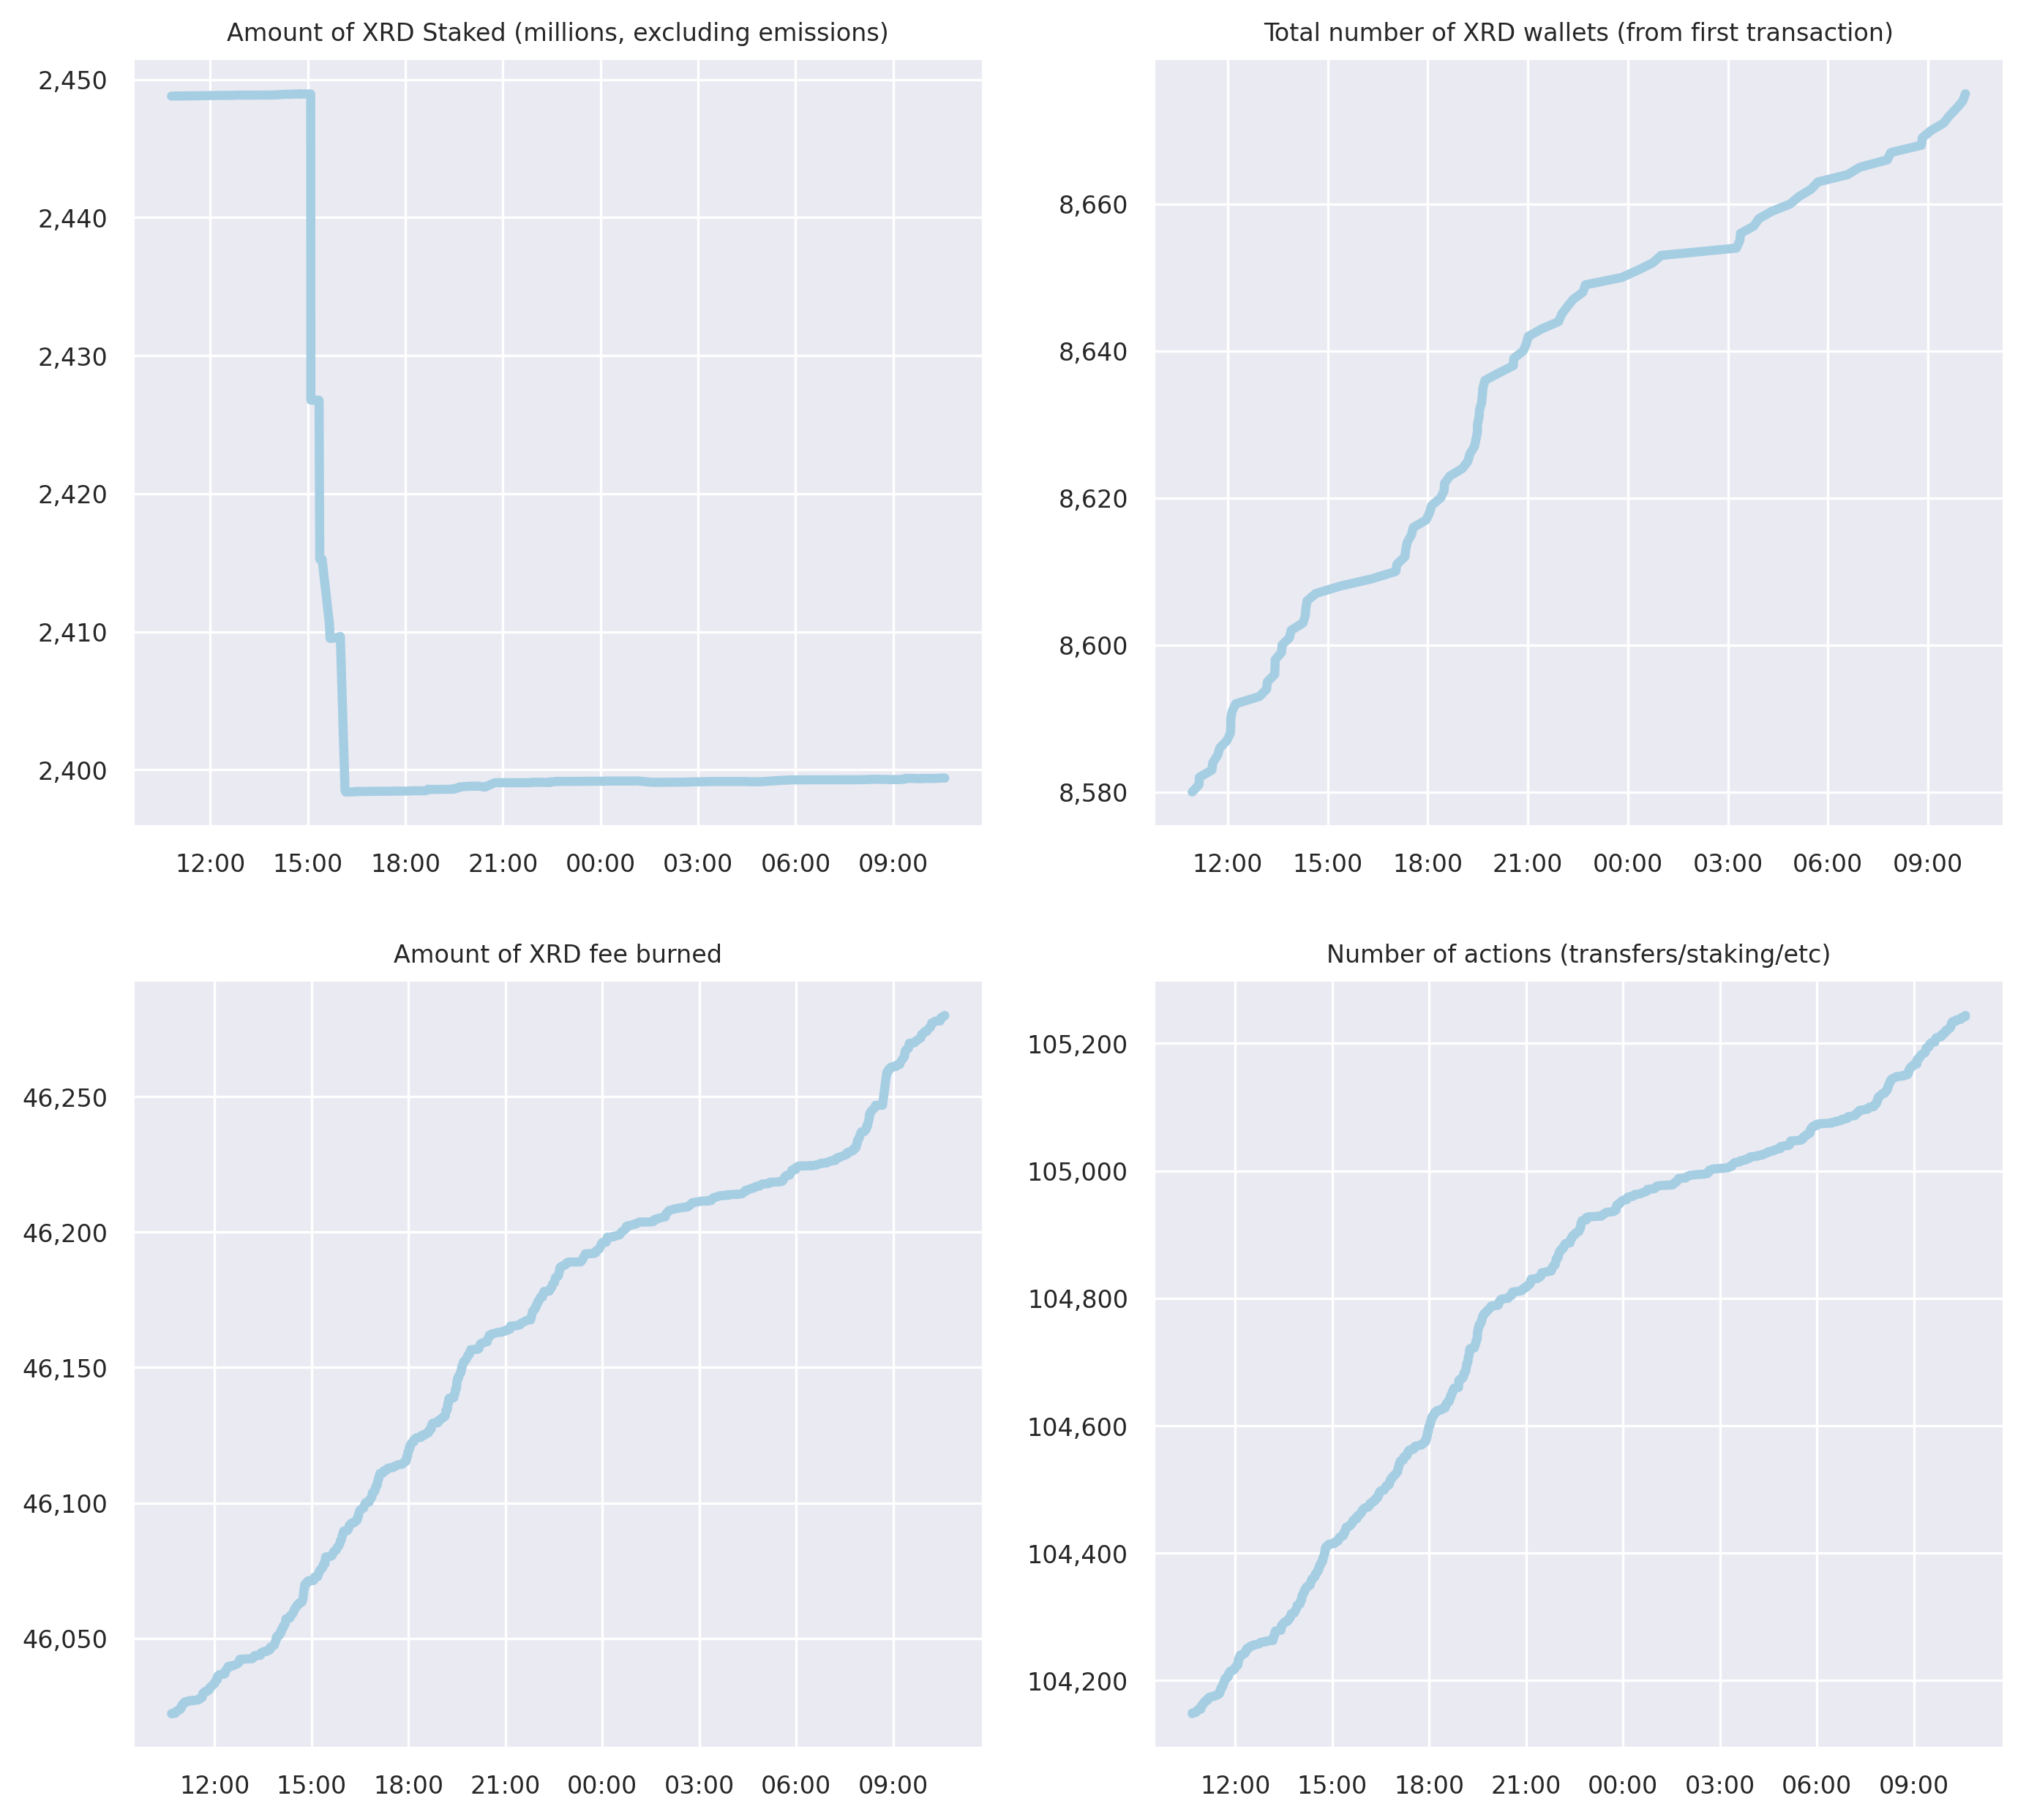 Amount of XRD Staked (millions, excluding emissions)
2,450
2,440
2,430
2,420
2,410
2,400
12:00 15:00 18:00 21:00 00:00 03:00 06:00 09:00
Total number of XRD wallets (from first transaction)
8,660
8,640
8,620
8,600
8,580
12:00 15:00 18:00 21:00 00:00 03:00 06:00 09:00
Amount of XRD fee burned
46,250
46,200
46,150
46,100
46,050
12:00 15:00 18:00 21:00 00:00 03:00 06:00 09:00
Number of actions (transfers/staking/etc)
105,200
105,000
104,800
104,600
104,400
104,200
12:00 15:00 18:00 21:00 00:00 03:00 06:00 09:00